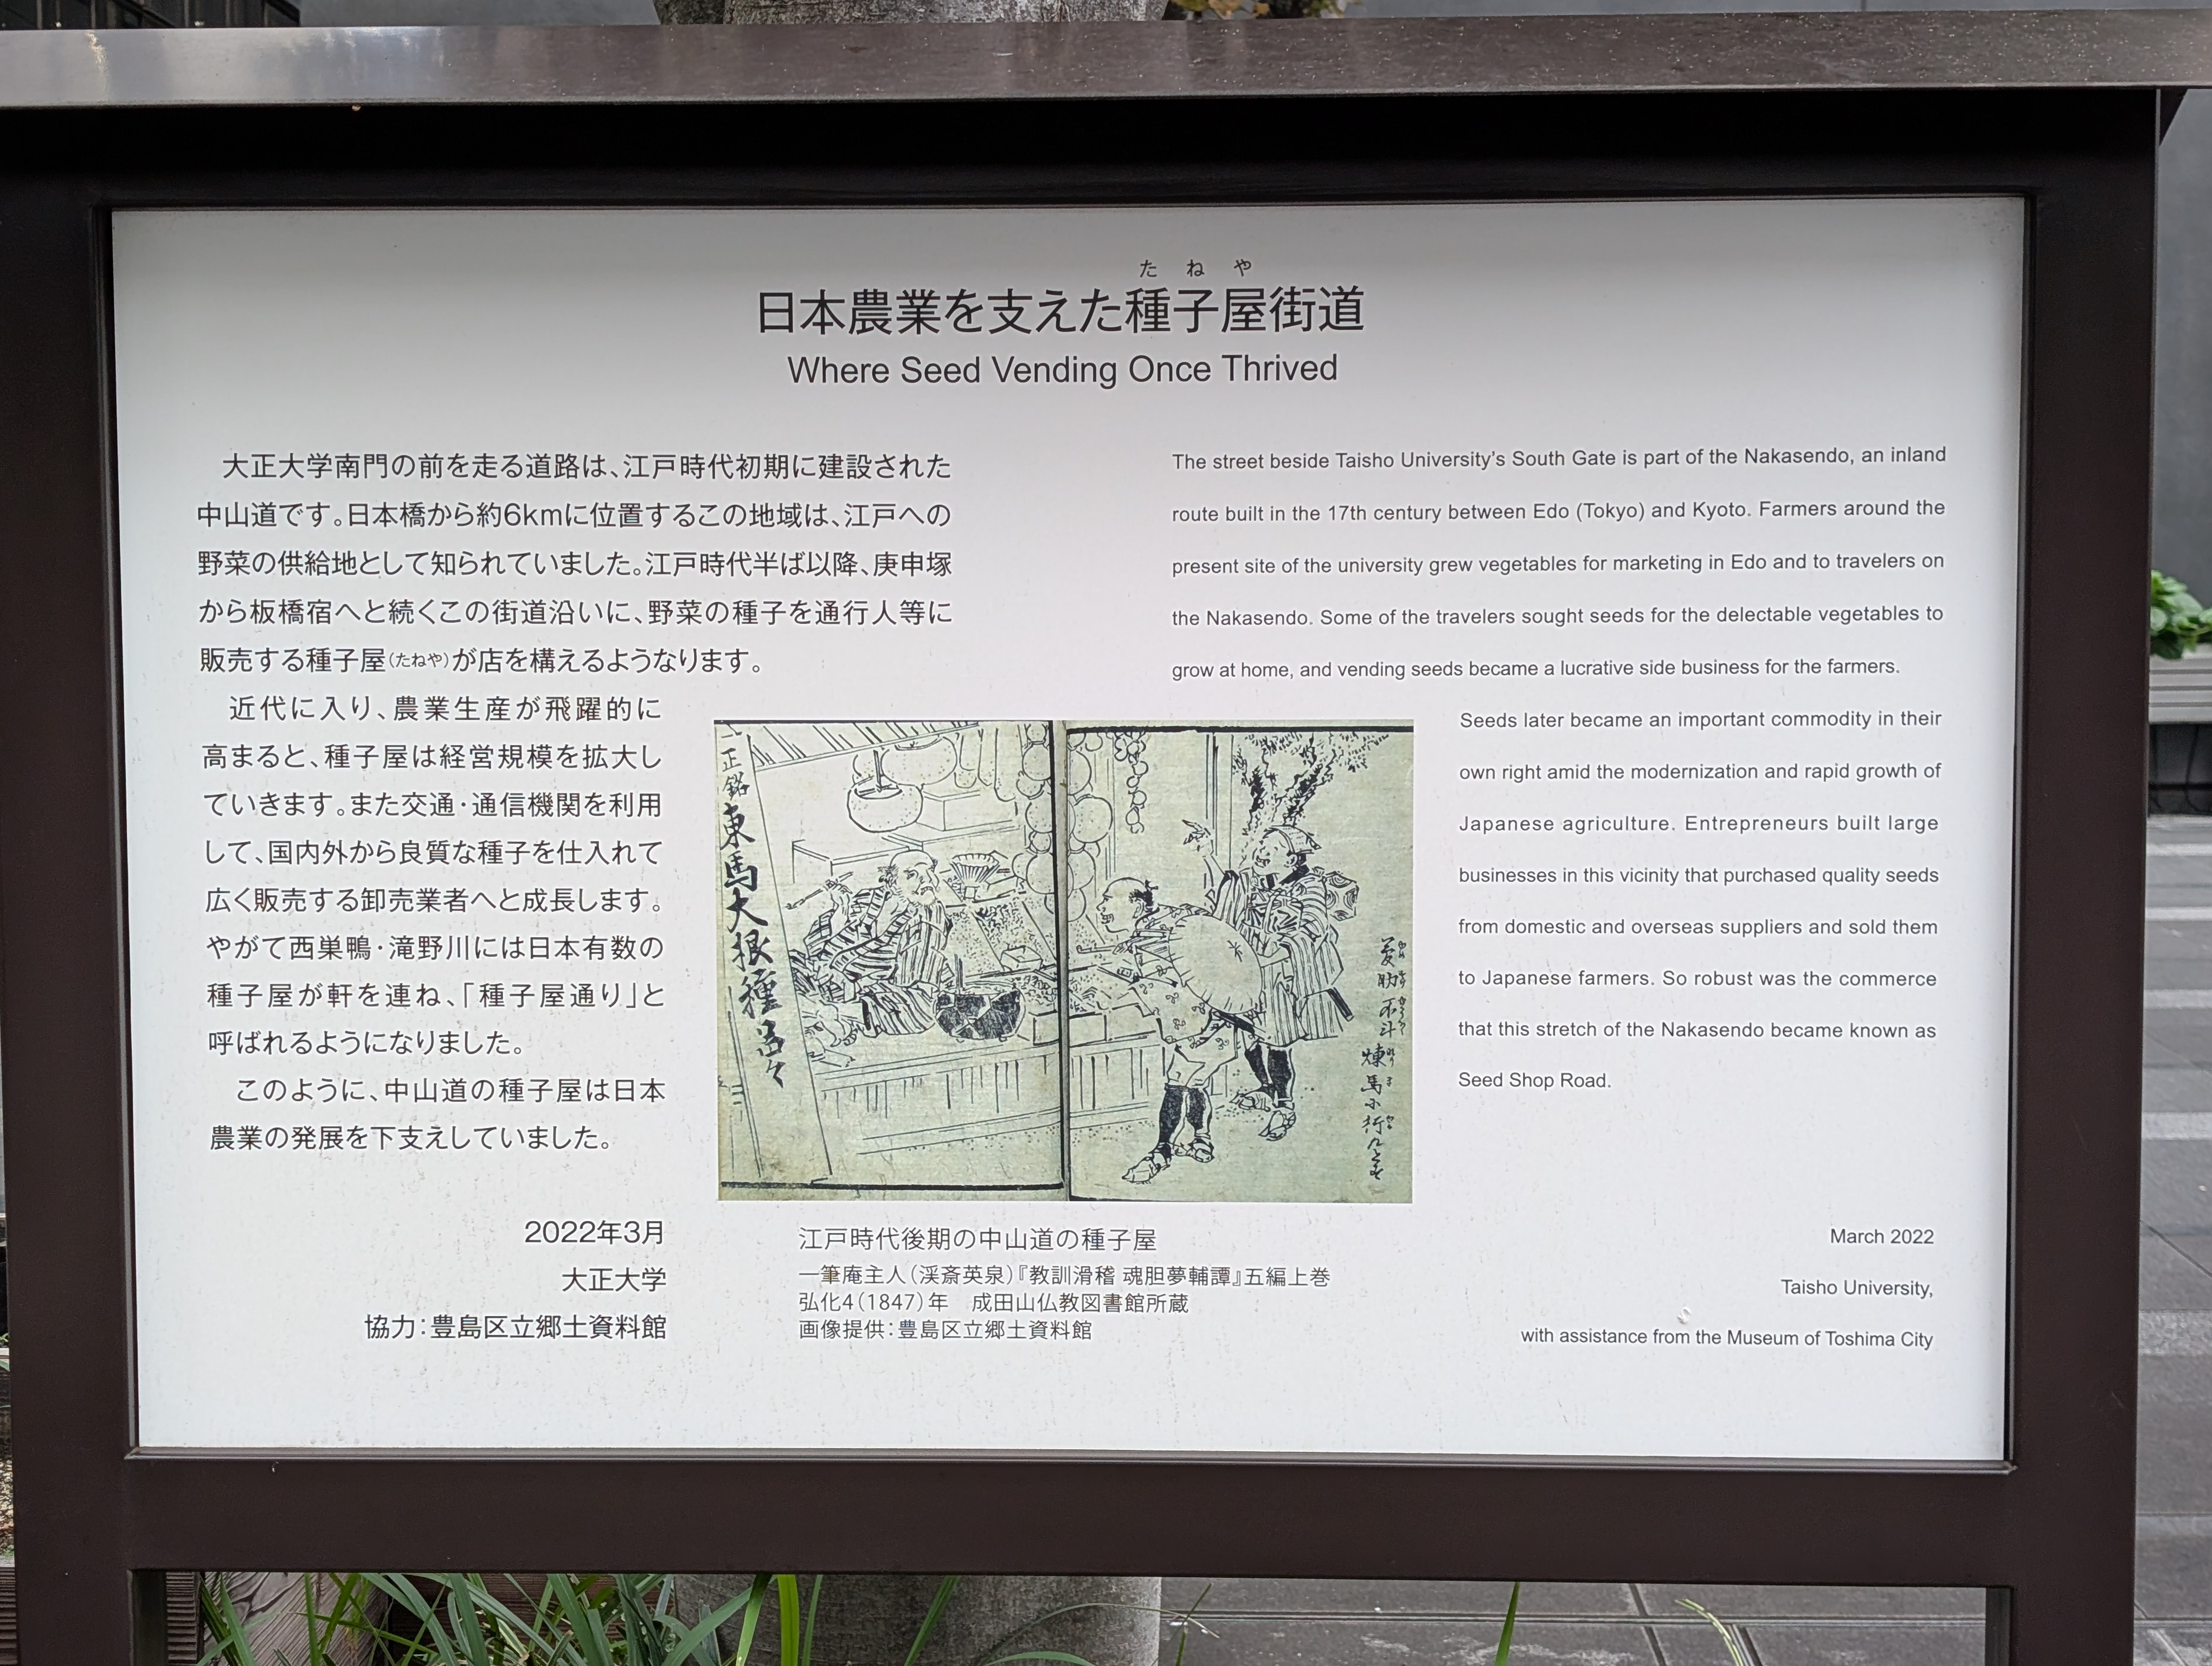 たねや
日本農業を支えた種子屋街道
Where Seed Vending Once Thrived
大正大学南門の前を走る道路は、江戸時代初期に建設された
中山道です。日本橋から約6kmに位置するこの地域は、江戸への
野菜の供給地として知られていました。江戸時代半ば以降、庚申塚
から板橋宿へと続くこの街道沿いに、野菜の種子を通行人等に
販売する種子屋(たねや)が店を構えるようなります。
近代に入り、農業生産が飛躍的に
高まると、種子屋は経営規模を拡大し
ていきます。また交通・通信機関を利用
して、国内外から良質な種子を仕入れて
広く販売する卸売業者へと成長します。
やがて西巣鴨・滝野川には日本有数の
種子屋が軒を連ね、「種子屋通り」と
呼ばれるようになりました。
このように、中山道の種子屋は日本
農業の発展を下支えしていました。
2022年3月
大正大学
協力:豊島区立郷土資料館
The street beside Taisho University's South Gate is part of the Nakasendo, an inland
route built in the 17th century between Edo (Tokyo) and Kyoto. Farmers around the
present site of the university grew vegetables for marketing in Edo and to travelers on
the Nakasendo. Some of the travelers sought seeds for the delectable vegetables to
grow at home, and vending seeds became a lucrative side business for the farmers.
Seeds later became an important commodity in their
own right amid the modernization and rapid growth of
Japanese agriculture. Entrepreneurs built large
businesses in this vicinity that purchased quality seeds
from domestic and overseas suppliers and sold them
to Japanese farmers. So robust was the commerce
that this stretch of the Nakasendo became known as
Seed Shop Road.
March 2022
Taisho University,
with assistance from the Museum of Toshima City
正銘
東馬大根種
江戸時代後期の中山道の種子屋
一筆庵主人(渓斎英泉)『教訓滑稽 魂胆夢輔譚』五編上巻
弘化4(1847)年 成田山仏教図書館所蔵
画像提供:豊島区立郷土資料館